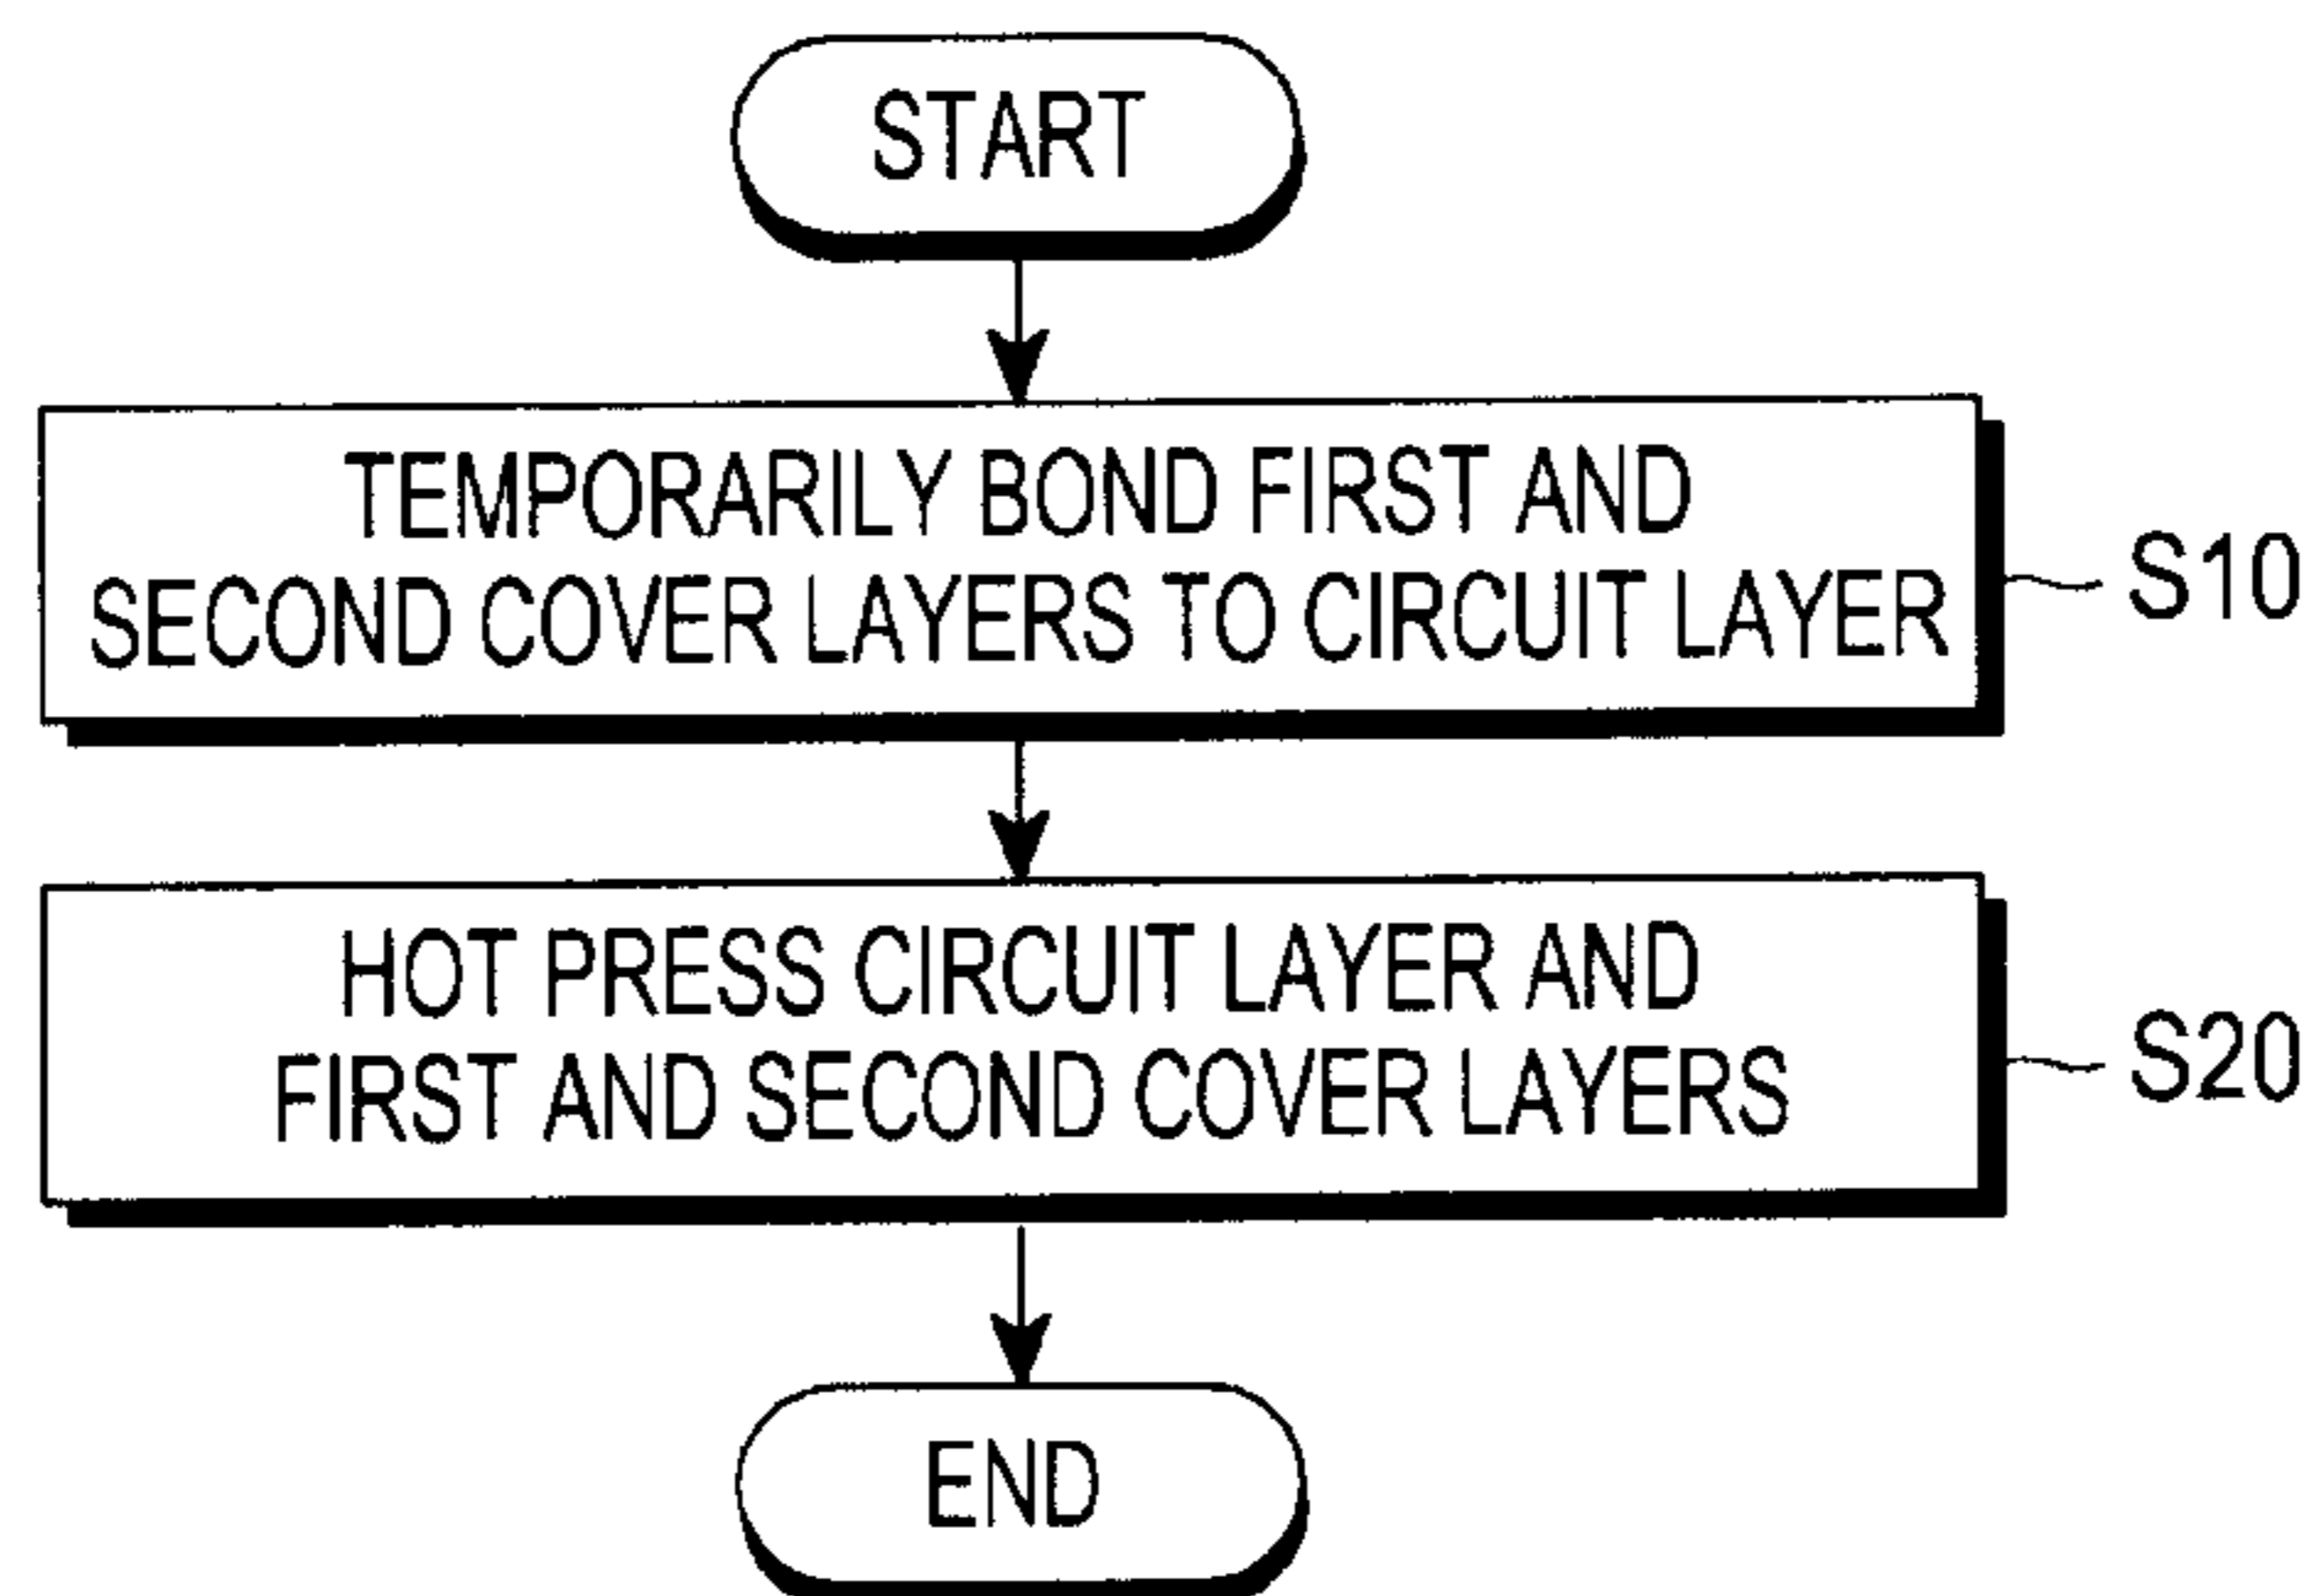 START
TEMPORARILY BOND FIRST AND
SECOND COVER LAYERS TO CIRCUIT LAYER
S10
HOT PRESS CIRCUIT LAYER AND
FIRST AND SECOND COVER LAYERS
S20
END